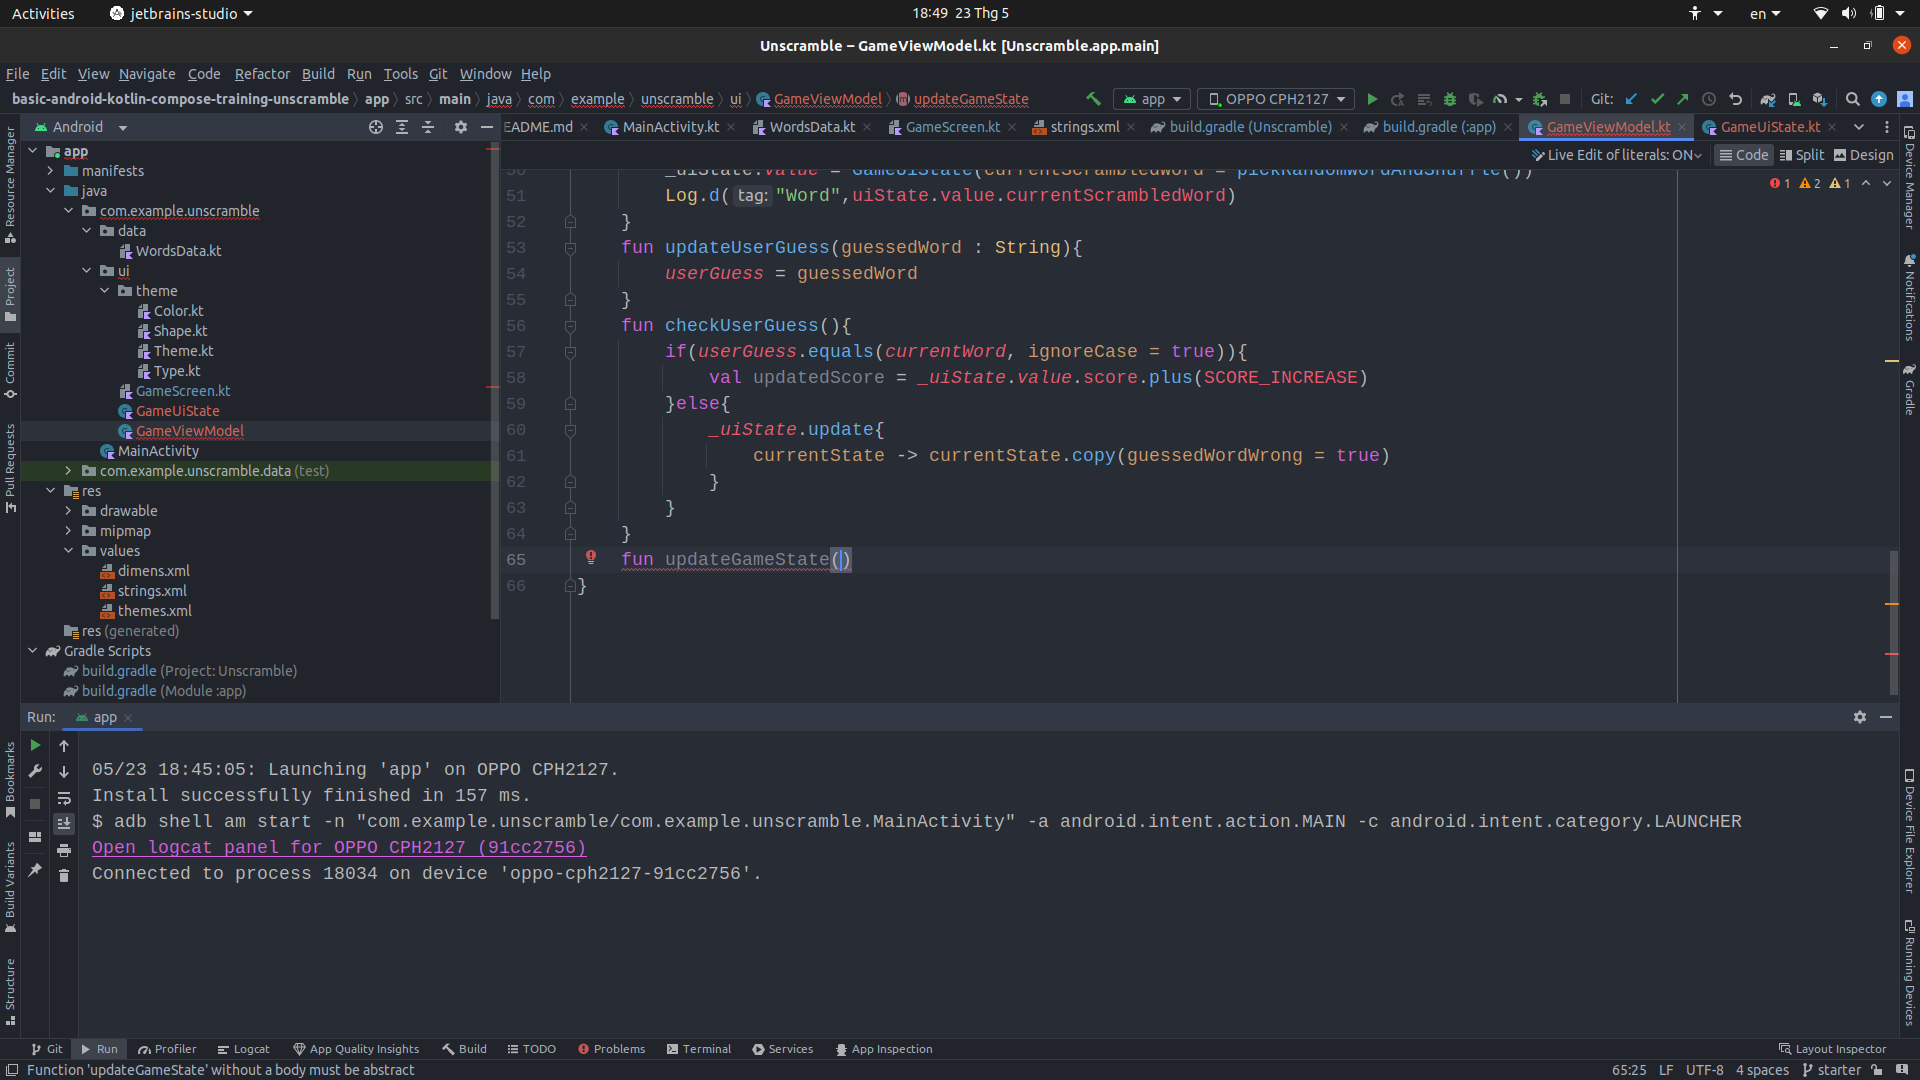 Activities
jetbrains-studio
18:49 23 Thg 5
en
Unscramble – GameViewModel.kt [Unscramble.app.main]
File Edit View Navigate Code Refactor Build Run Tools Git Window Help
basic-android-kotlin-compose-training-unscramble app src main java com example unscramble ui GameViewModel updateGameState
app
OPPO CPH2127
Git:
Android
EADME.md
MainActivity.kt
WordsData.kt
GameScreen.kt
strings.xml
build.gradle (Unscramble)
build.gradle (:app)
GameViewModel.kt
GameUiState.kt
Live Edit of literals: ON
Code
Split
Design
1 2 1
app
manifests
java
com.example.unscramble
data
WordsData.kt
ui
theme
Color.kt
Shape.kt
Theme.kt
Type.kt
GameScreen.kt
GameUiState
GameViewModel
MainActivity
com.example.unscramble.data (test)
res
drawable
mipmap
values
dimens.xml
strings.xml
themes.xml
res (generated)
Gradle Scripts
build.gradle (Project: Unscramble)
build.gradle (Module :app)
50 _uiState.value = GameUiState(currentScrambledWord = pickRandomWordAndShuffle())
51 Log.d( tag: "Word",uiState.value.currentScrambledWord)
52 }
53 fun updateUserGuess(guessedWord : String){
54 userGuess = guessedWord
55 }
56 fun checkUserGuess(){
57 if(userGuess.equals(currentWord, ignoreCase = true)){
58 val updatedScore = _uiState.value.score.plus(SCORE_INCREASE)
59 }else{
60 _uiState.update{
61 currentState -> currentState.copy(guessedWordWrong = true)
62 }
63 }
64 }
65 fun updateGameState()
66 }
Resource Manager
Project
Commit
Pull Requests
Bookmarks
Build Variants
Structure
Device Manager
Notifications
Gradle
Device File Explorer
Running Devices
Run: app
05/23 18:45:05: Launching 'app' on OPPO CPH2127.
Install successfully finished in 157 ms.
$ adb shell am start -n "com.example.unscramble/com.example.unscramble.MainActivity" -a android.intent.action.MAIN -c android.intent.category.LAUNCHER
Open logcat panel for OPPO CPH2127 (91cc2756)
Connected to process 18034 on device 'oppo-cph2127-91cc2756'.
Git
Run
Profiler
Logcat
App Quality Insights
Build
TODO
Problems
Terminal
Services
App Inspection
Layout Inspector
Function 'updateGameState' without a body must be abstract
65:25 LF UTF-8 4 spaces starter